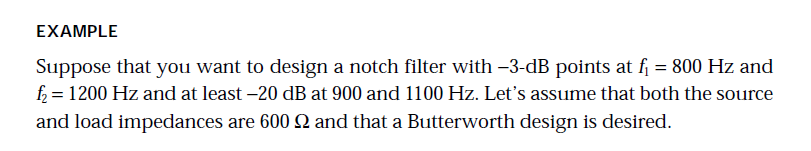 EXAMPLE
Suppose that you want to design a notch filter with –3-dB points at f₁ = 800 Hz and
f₂ = 1200 Hz and at least –20 dB at 900 and 1100 Hz. Let's assume that both the source
and load impedances are 600 Ω and that a Butterworth design is desired.